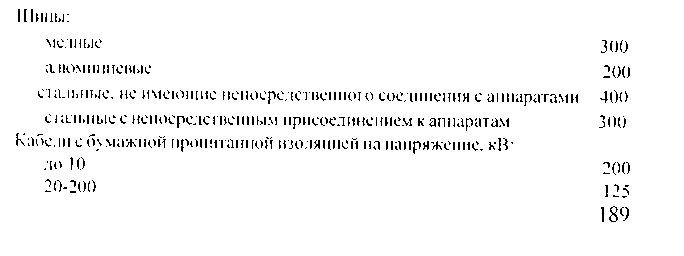 Шины:
медные 300
алюминиевые 200
стальные, не имеющие непосредственного соединения с аппаратами 400
стальные с непосредственным присоединением к аппаратам 300
Кабели с бумажной пропитанной изоляцией на напряжение, кВ:
до 10 200
20-200 125
189